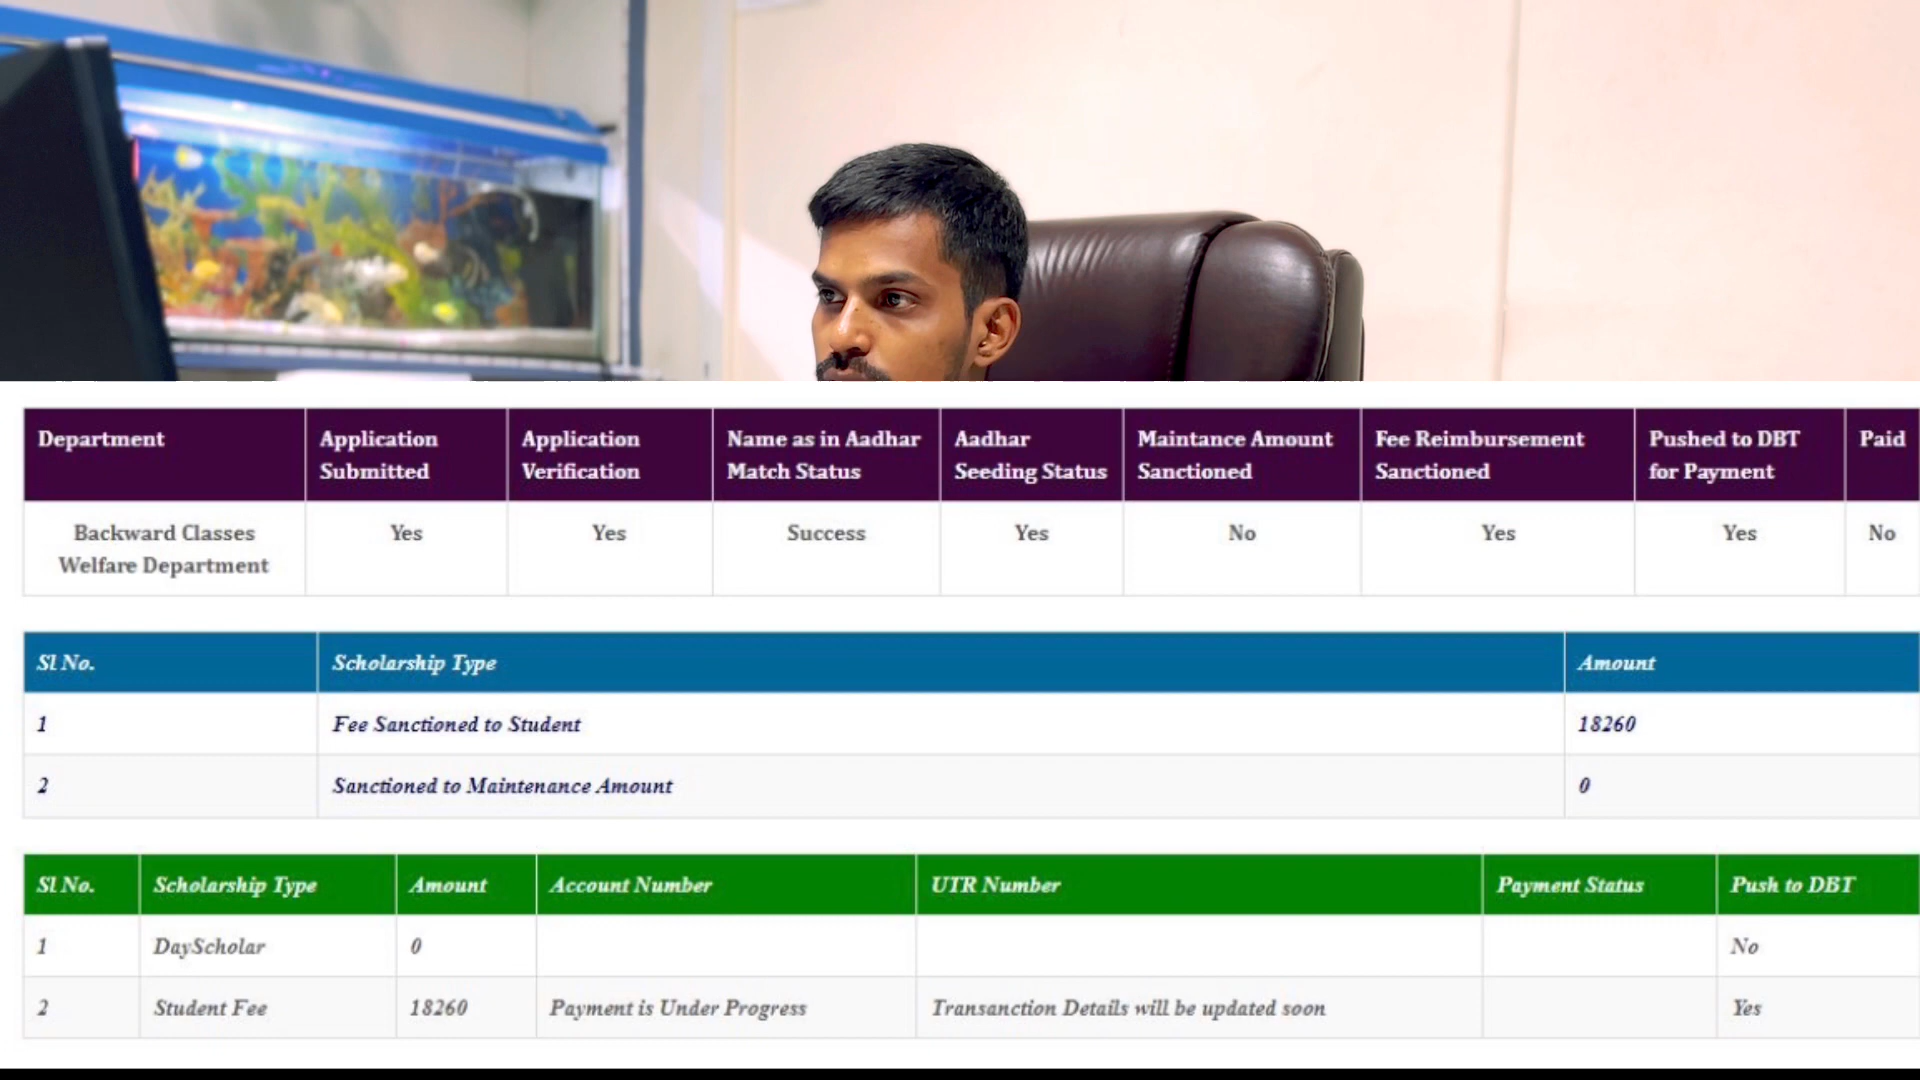 Department Application Submitted Application Verification Name as in Aadhar Match Status Aadhar Seeding Status Maintance Amount Sanctioned Fee Reimbursement Sanctioned Pushed to DBT for Payment Paid
Backward Classes Welfare Department Yes Yes Success Yes No Yes Yes No
Sl No. Scholarship Type Amount
1 Fee Sanctioned to Student 18260
2 Sanctioned to Maintenance Amount 0
Sl No. Scholarship Type Amount Account Number UTR Number Payment Status Push to DBT
1 DayScholar 0 No
2 Student Fee 18260 Payment is Under Progress Transanction Details will be updated soon Yes